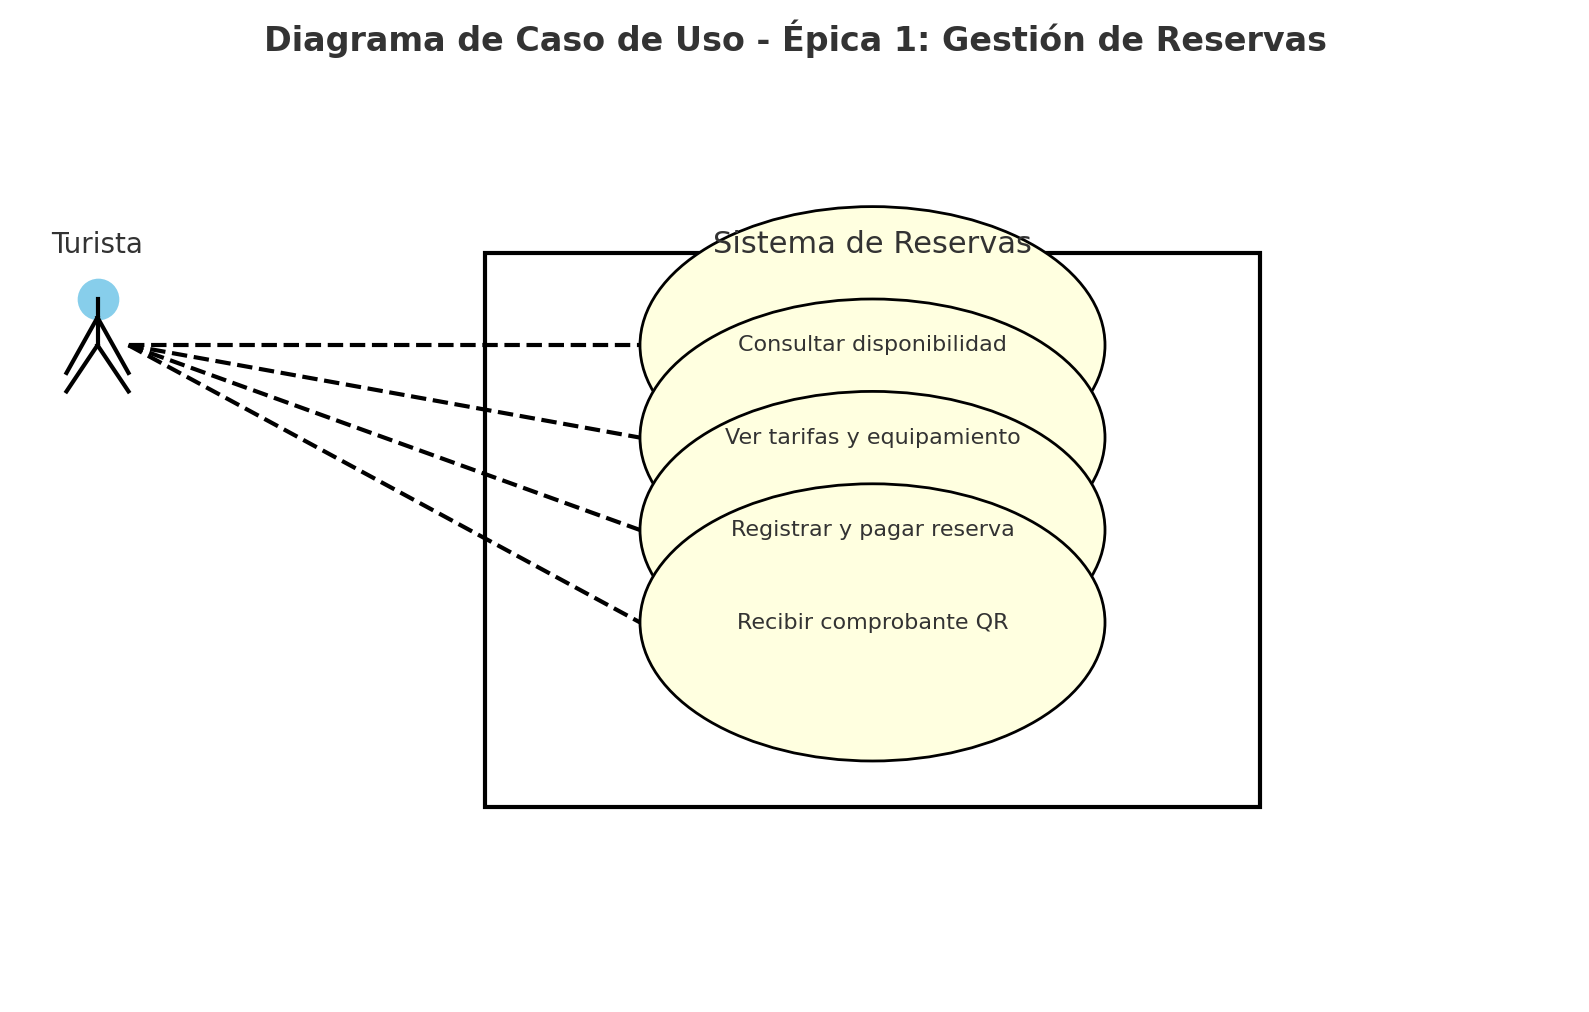 Diagrama de Caso de Uso - Épica 1: Gestión de Reservas
Turista
Sistema de Reservas
Consultar disponibilidad
Ver tarifas y equipamiento
Registrar y pagar reserva
Recibir comprobante QR